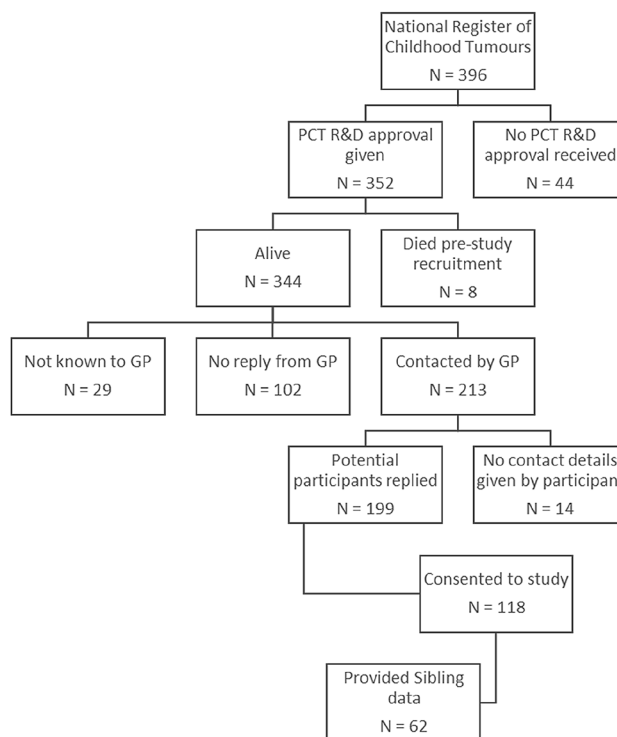 National Register of
Childhood Tumours
N = 396
PCT R&D approval
given
N = 352
No PCT R&D
approval received
N = 44
Alive
N = 344
Died pre-study
recruitment
N = 8
Not known to GP
N = 29
No reply from GP
N = 102
Contacted by GP
N = 213
Potential
participants replied
N = 199
No contact details
given by participan
N = 14
Consented to study
N = 118
Provided Sibling
data
N = 62